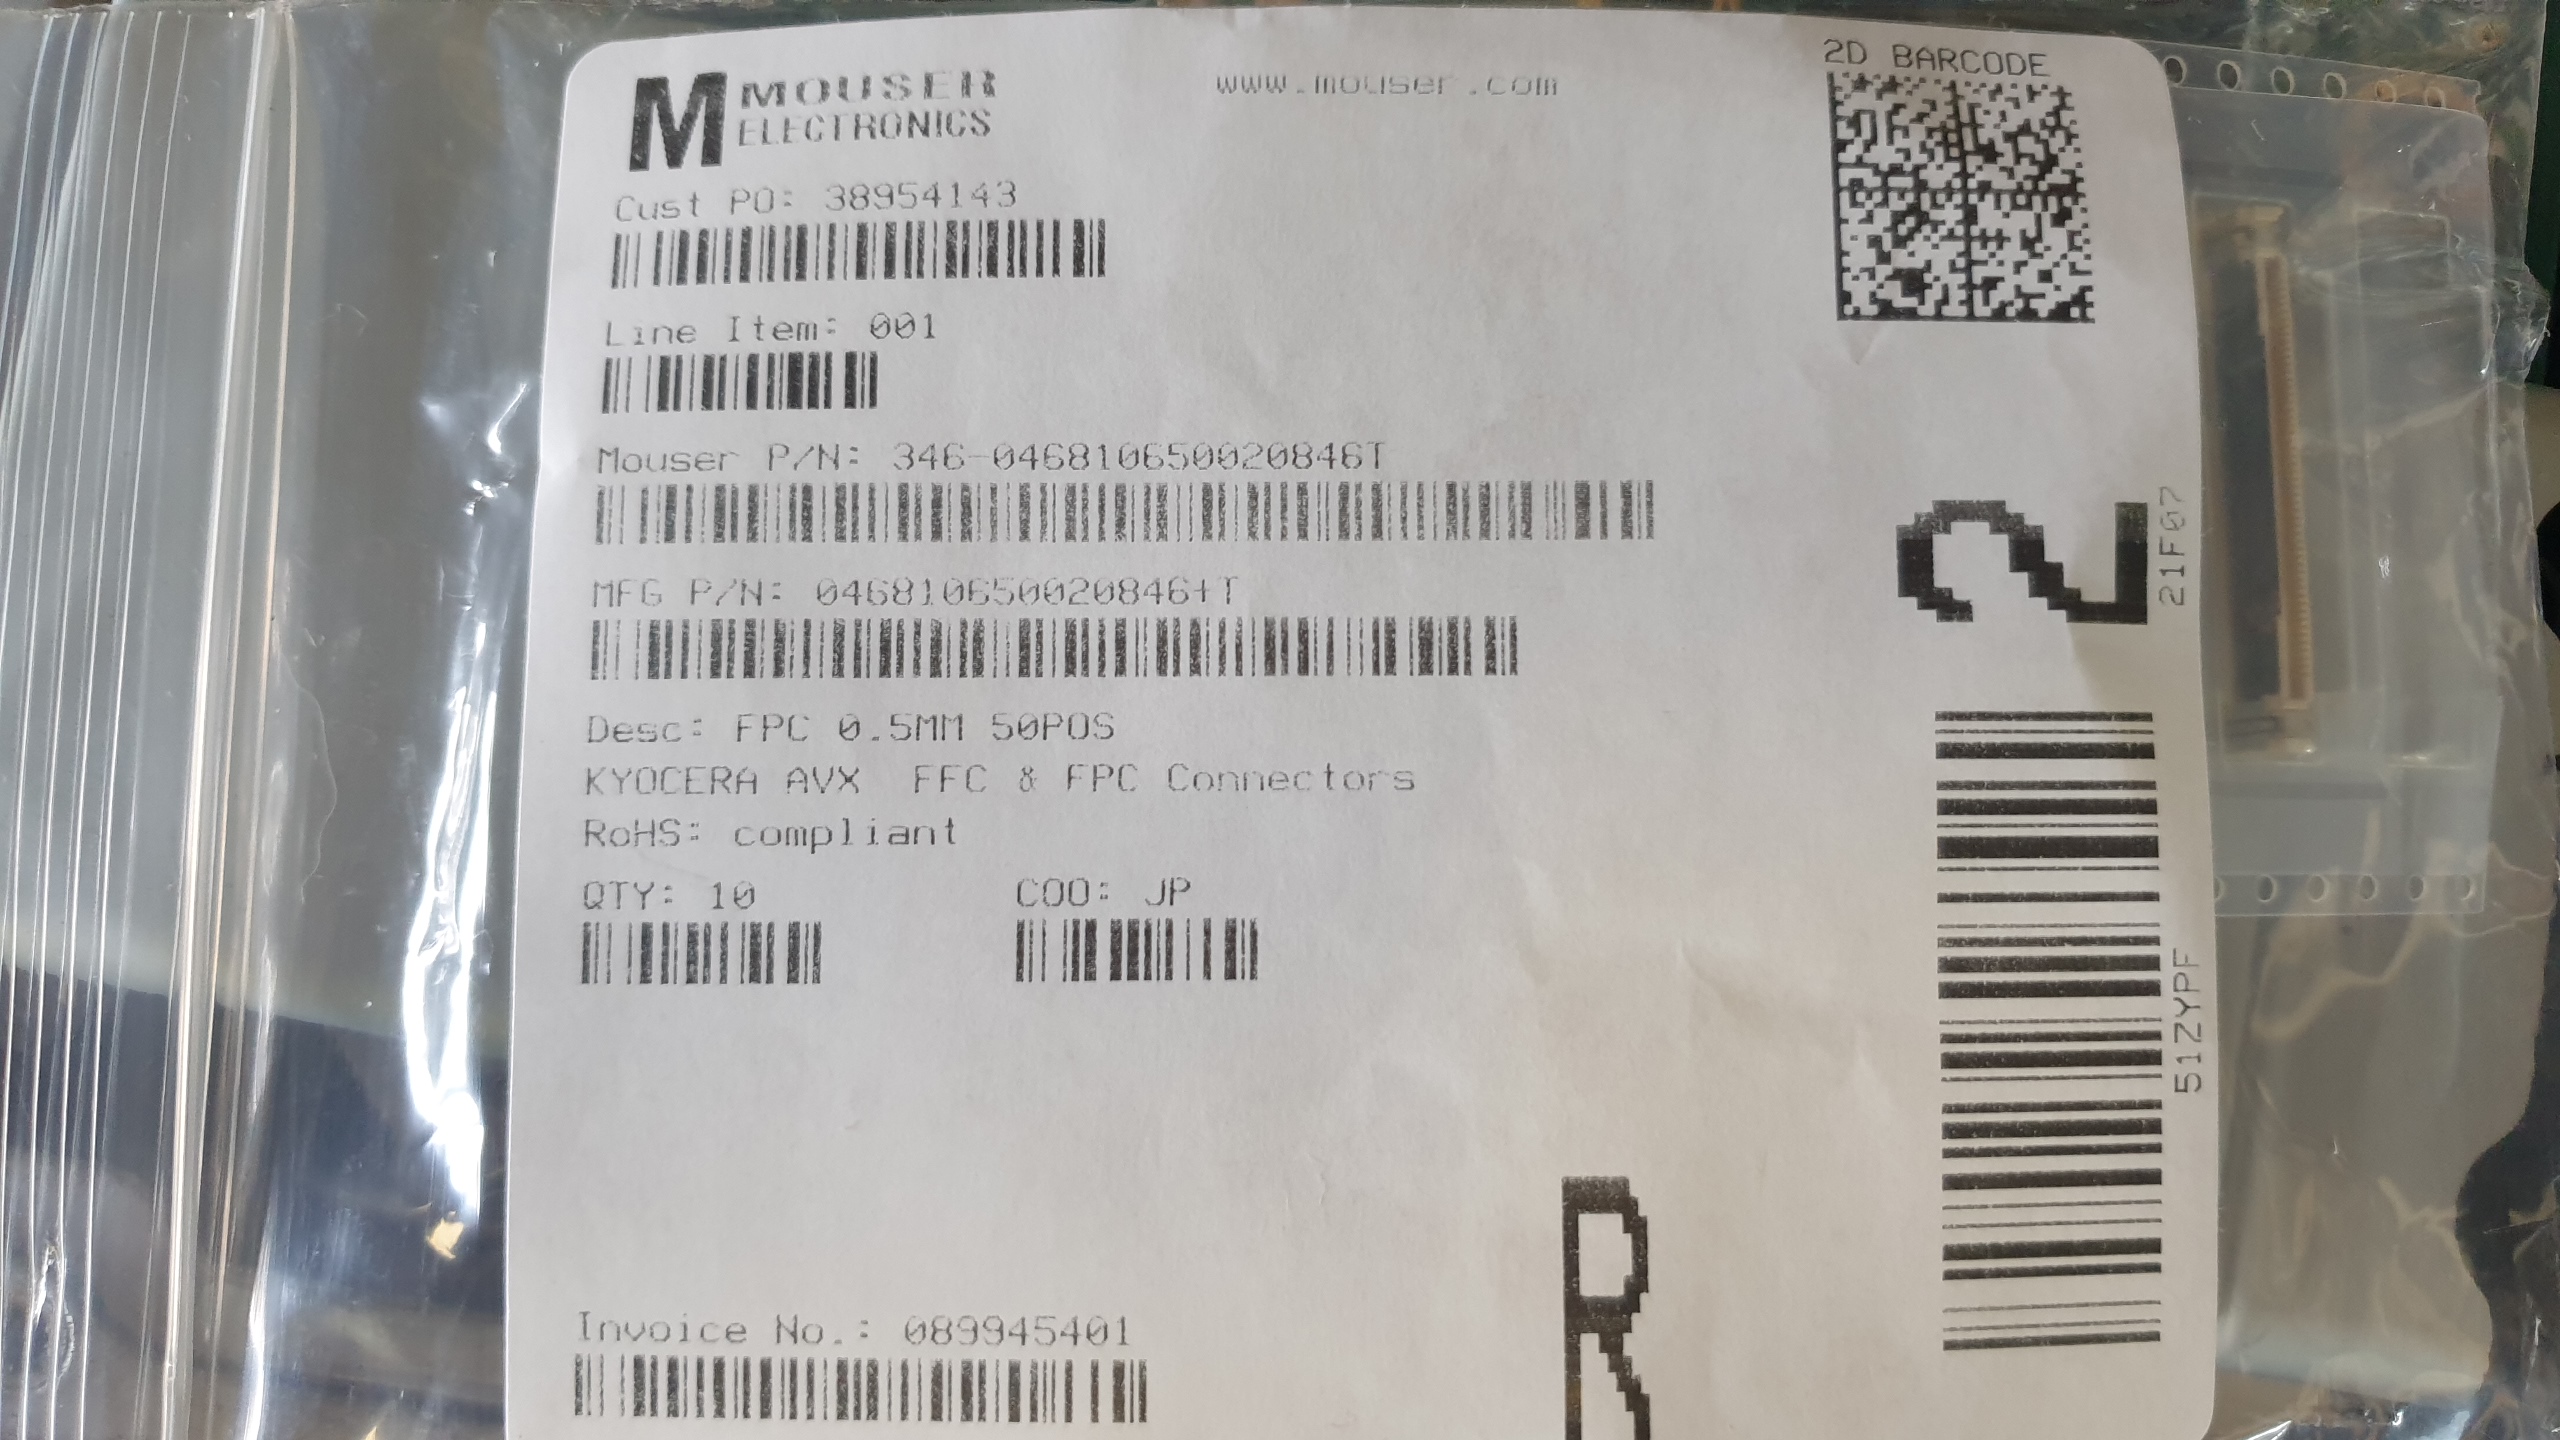 M MOUSER
ELECTRONICS
www.mouser.com
2D BARCODE
Cust PO: 38954143
Line Item: 001
Mouser P/N: 346-046810650020846T
MFG P/N: 046810650020846+T
Desc: FPC 0.5MM 50POS
KYOCERA AVX  FFC & FPC Connectors
RoHS: compliant
QTY: 10
COO: JP
Invoice No.: 089945401
2
21F07
51ZYPF
R